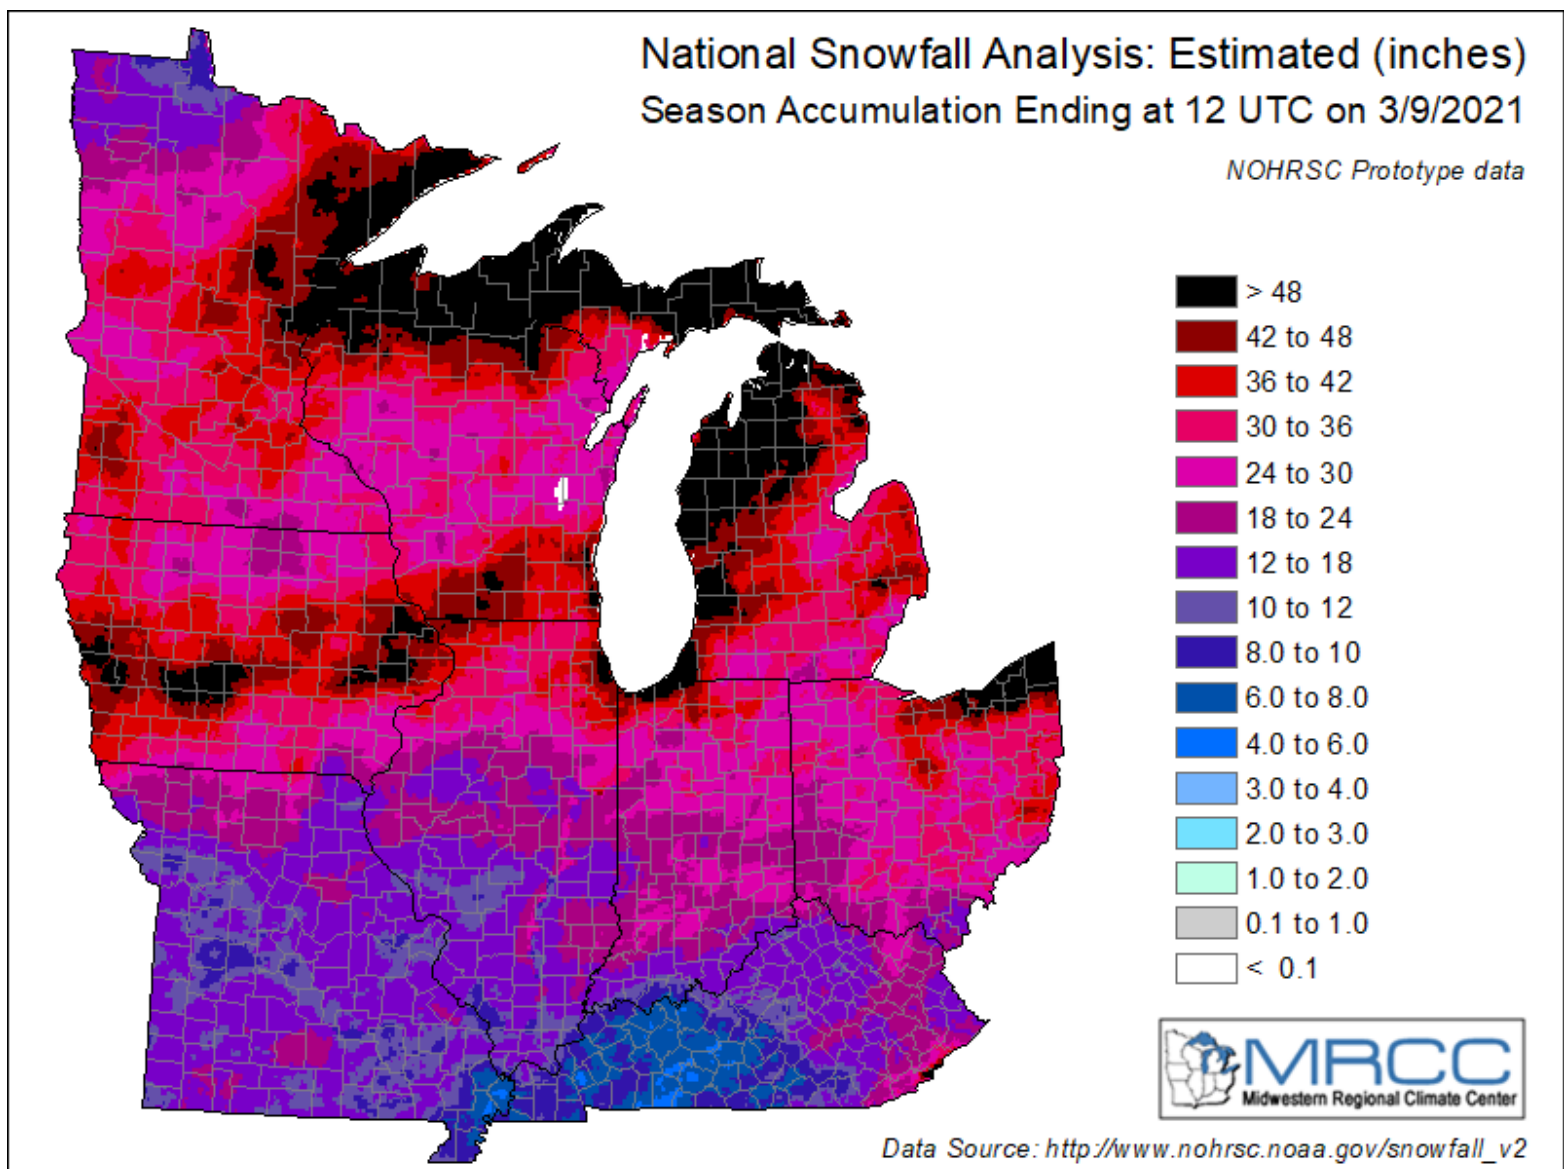 National Snowfall Analysis: Estimated (inches)
Season Accumulation Ending at 12 UTC on 3/9/2021
NOHRSC Prototype data
> 48
42 to 48
36 to 42
30 to 36
24 to 30
18 to 24
12 to 18
10 to 12
8.0 to 10
6.0 to 8.0
4.0 to 6.0
3.0 to 4.0
2.0 to 3.0
1.0 to 2.0
0.1 to 1.0
< 0.1
MRCC
Midwestern Regional Climate Center
Data Source: http://www.nohrsc.noaa.gov/snowfall_v2